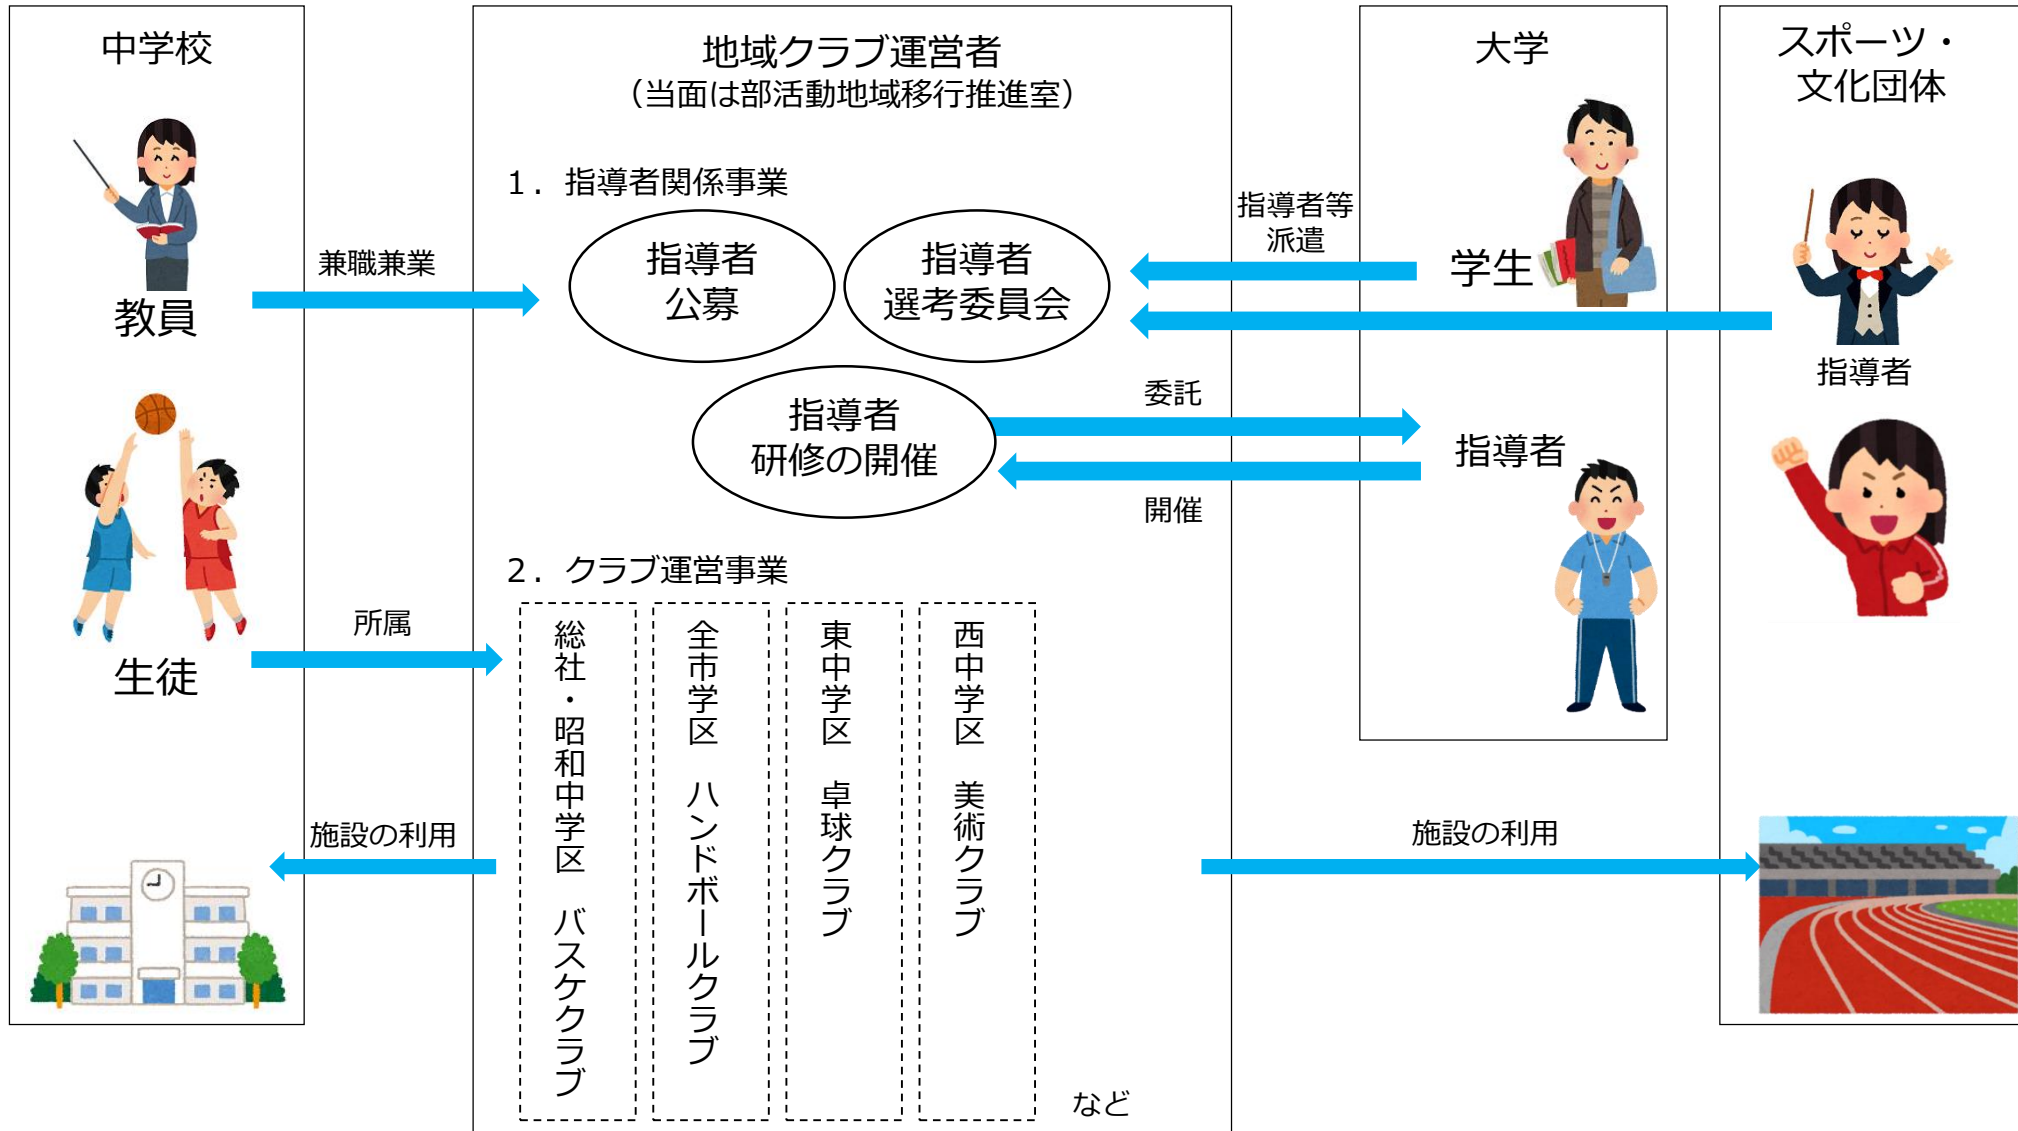 中学校
教員
生徒
兼職兼業
所属
施設の利用
地域クラブ運営者
（当面は部活動地域移行推進室）
１．指導者関係事業
指導者
公募
指導者
選考委員会
指導者
研修の開催
２．クラブ運営事業
総社・昭和中学区　バスケクラブ
全市学区　ハンドボールクラブ
東中学区　卓球クラブ
西中学区　美術クラブ
など
指導者等
派遣
委託
開催
施設の利用
大学
学生
指導者
スポーツ・
文化団体
指導者